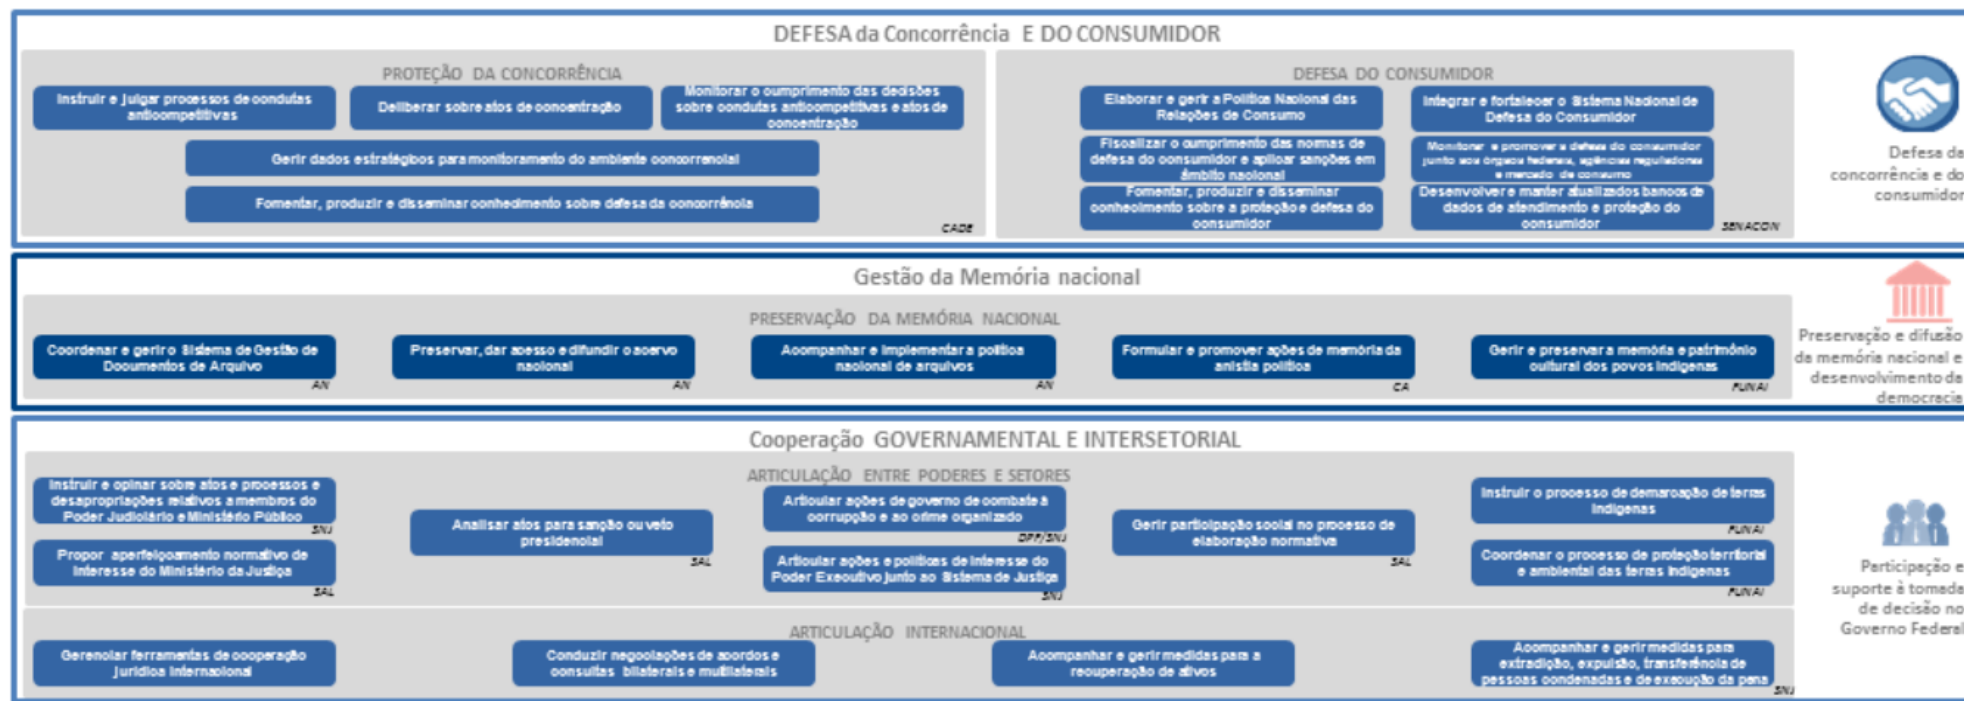 DEFESA da Concorrência E DO CONSUMIDOR
PROTEÇÃO DA CONCORRÊNCIA
Instruir e julgar processos de condutas
anticompetitivas
Deliberar sobre atos de concentração
Monitorar o cumprimento das decisões
sobre condutas anticompetitivas e atos de
concentração
Gerir dados estratégicos para monitoramento do ambiente concorrencial
Fomentar, produzir e disseminar conhecimento sobre defesa da concorrência
CADE
DEFESA DO CONSUMIDOR
Elaborar e gerir a Política Nacional das
Relações de Consumo
Integrar e fortalecer o Sistema Nacional de
Defesa do Consumidor
Fiscalizar o cumprimento das normas de
defesa do consumidor e aplicar sanções em
âmbito nacional
Monitorar e promover a defesa do consumidor
junto aos órgãos federais, agências reguladoras
e mercado de consumo
Fomentar, produzir e disseminar
conhecimento sobre a proteção e defesa do
consumidor
Desenvolver e manter atualizados bancos de
dados de atendimento e proteção do
consumidor
SENACON
Defesa da
concorrência e do
consumidor
Gestão da Memória nacional
PRESERVAÇÃO DA MEMÓRIA NACIONAL
Coordenar e gerir o Sistema de Gestão de
Documentos de Arquivo
AN
Preservar, dar acesso e difundir o acervo
nacional
AN
Acompanhar e implementar a política
nacional de arquivos
AN
Formular e promover ações de memória da
anistia política
CA
Gerir e preservar a memória e patrimônio
cultural dos povos indígenas
FUNAI
Preservação e difusão
da memória nacional e
desenvolvimento da
democracia
Cooperação GOVERNAMENTAL E INTERSETORIAL
ARTICULAÇÃO ENTRE PODERES E SETORES
Instruir e opinar sobre atos e processos e
desapropriações relativos a membros do
Poder Judiciário e Ministério Público
SNJ
Propor aperfeiçoamento normativo de
interesse do Ministério da Justiça
SAL
Analisar atos para sanção ou veto
presidencial
SAL
Articular ações de governo de combate à
corrupção e ao crime organizado
DPF/SNJ
Articular ações e políticas de interesse do
Poder Executivo junto ao Sistema de Justiça
SNJ
Gerir participação social no processo de
elaboração normativa
SAL
Instruir o processo de demarcação de terras
indígenas
FUNAI
Coordenar o processo de proteção territorial
e ambiental das terras indígenas
FUNAI
Participação e
suporte à tomada
de decisão no
Governo Federal
ARTICULAÇÃO INTERNACIONAL
Gerenciar ferramentas de cooperação
jurídica internacional
Conduzir negociações de acordos e
consultas bilaterais e multilaterais
Acompanhar e gerir medidas para a
recuperação de ativos
Acompanhar e gerir medidas para
extradição, expulsão, transferência de
pessoas condenadas e de execução da pena
SNJ